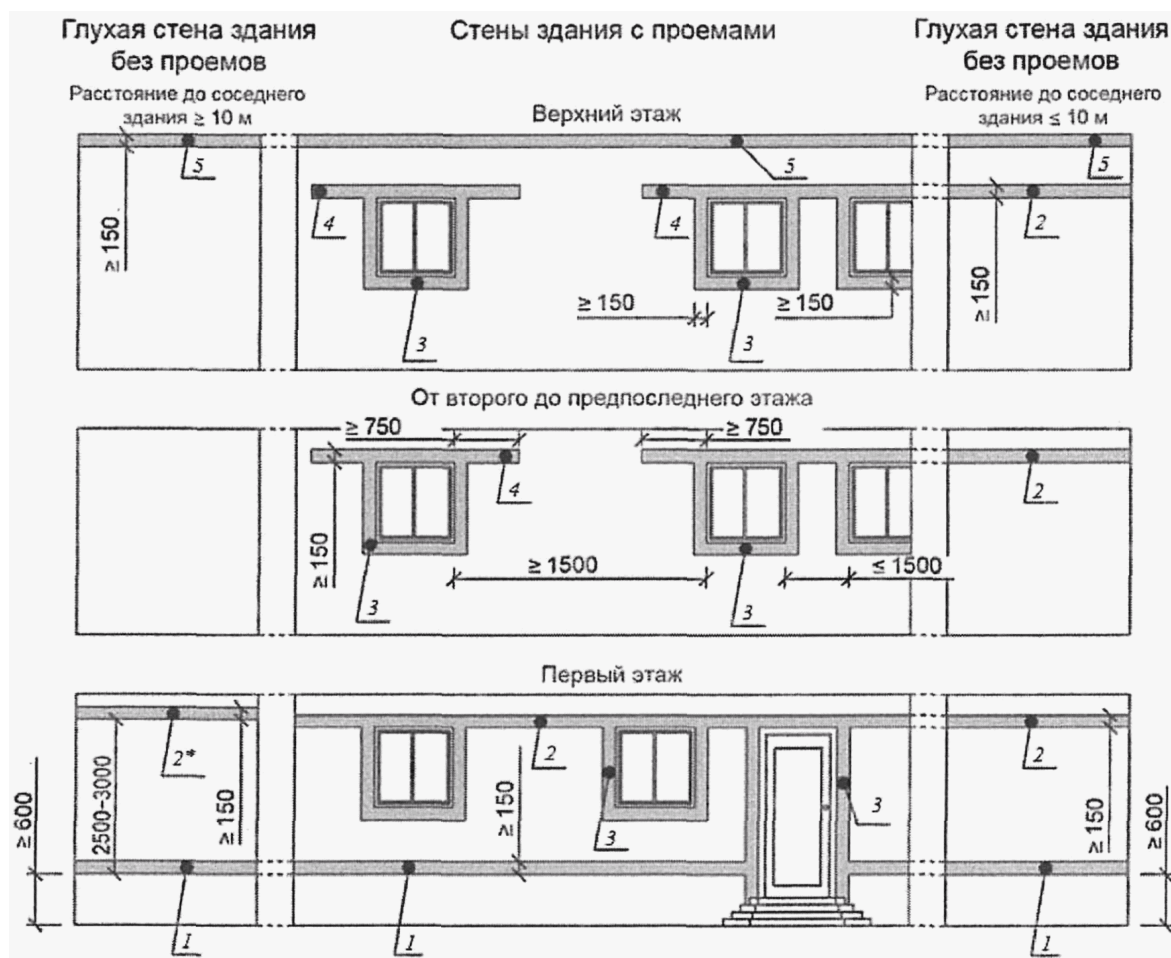 Глухая стена здания
без проемов
Расстояние до соседнего
здания ≥ 10 м
Стены здания с проемами
Глухая стена здания
без проемов
Расстояние до соседнего
здания ≤ 10 м
Верхний этаж
5
5
5
4
4
2
≥ 150
≥ 150
≥ 150
≥ 150
3
3
От второго до предпоследнего этажа
≥ 750
≥ 750
4
2
≥ 150
≥ 1500
≤ 1500
3
3
Первый этаж
2*
2
2
≥ 600
2500-3000
≥ 150
≥ 150
3
3
≥ 150
≥ 600
1
1
1